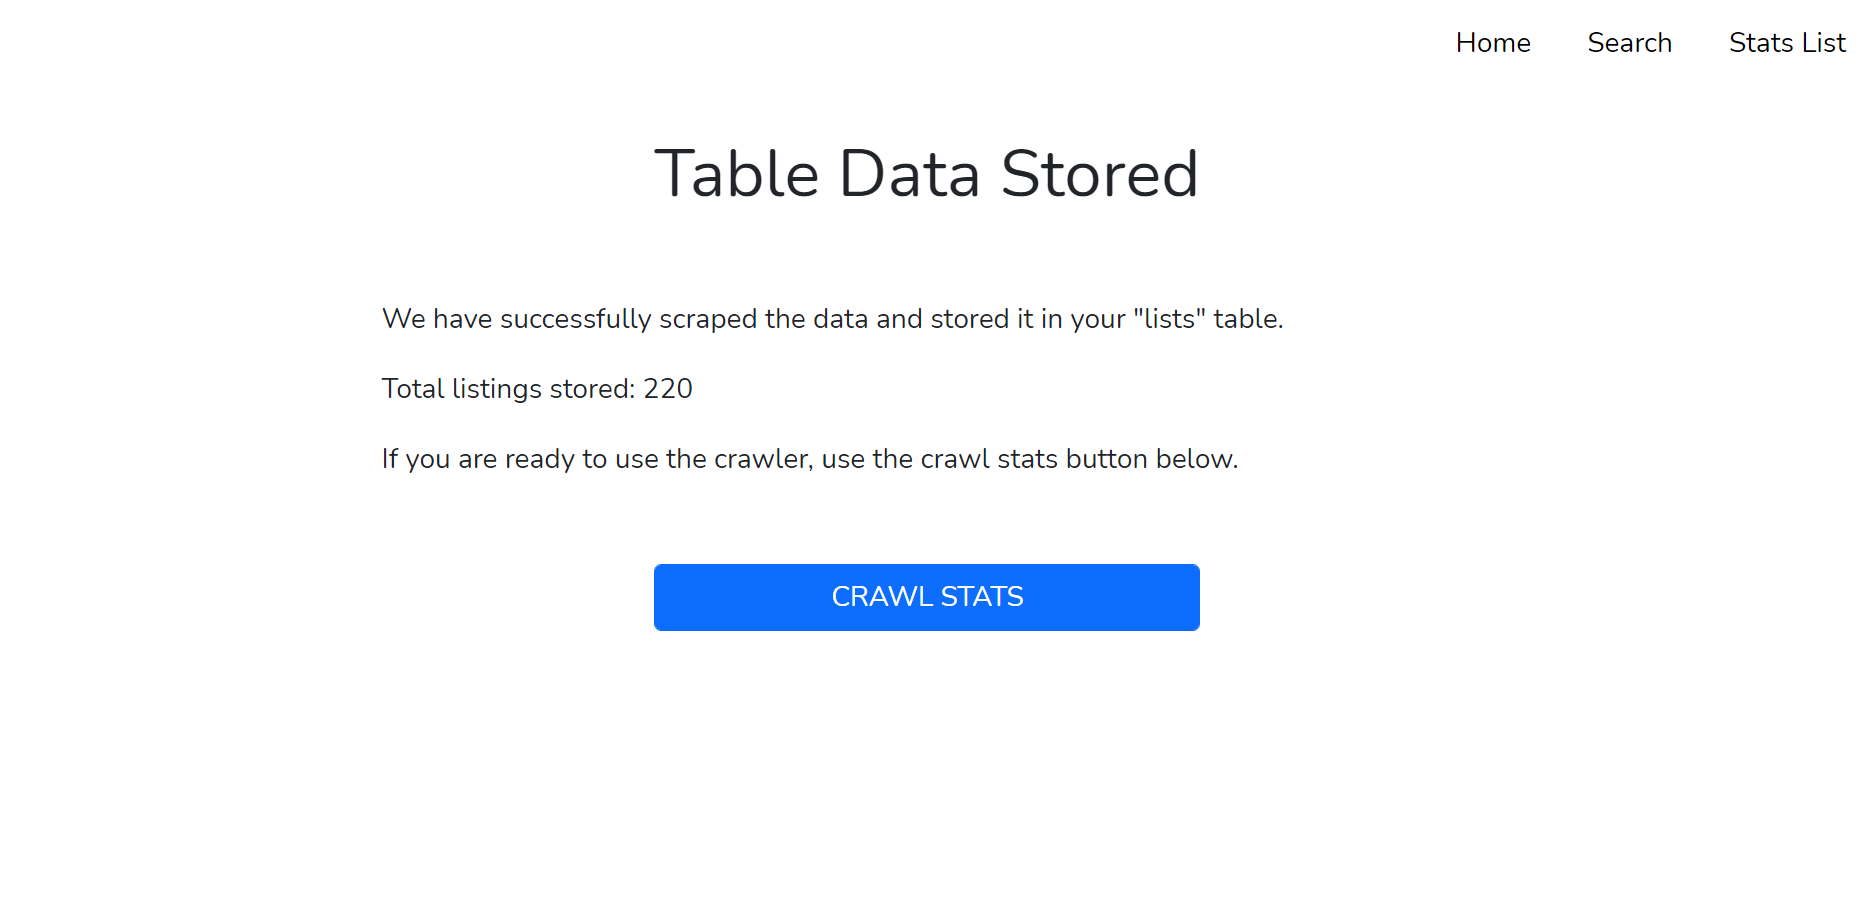 Home Search Stats List
Table Data Stored
We have successfully scraped the data and stored it in your "lists" table.
Total listings stored: 220
If you are ready to use the crawler, use the crawl stats button below.
CRAWL STATS